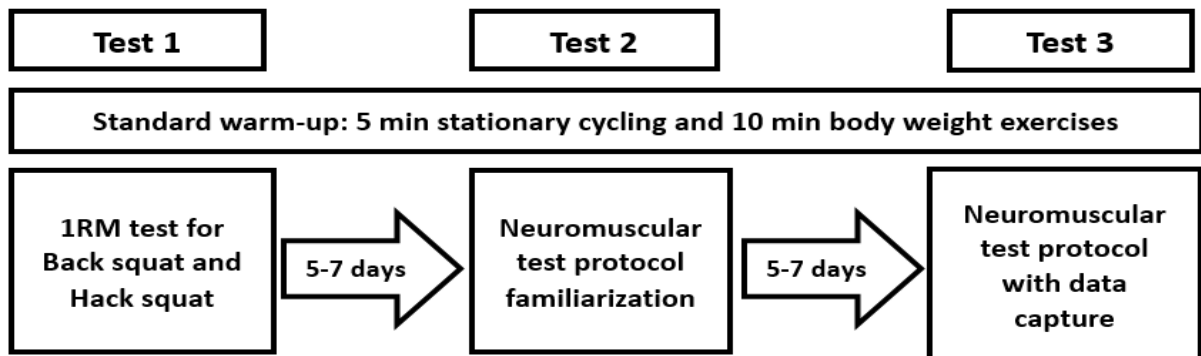 Test 1
Test 2
Test 3
Standard warm-up: 5 min stationary cycling and 10 min body weight exercises
1RM test for
Back squat and
Hack squat
5-7 days
Neuromuscular
test protocol
familiarization
5-7 days
Neuromuscular
test protocol
with data
capture